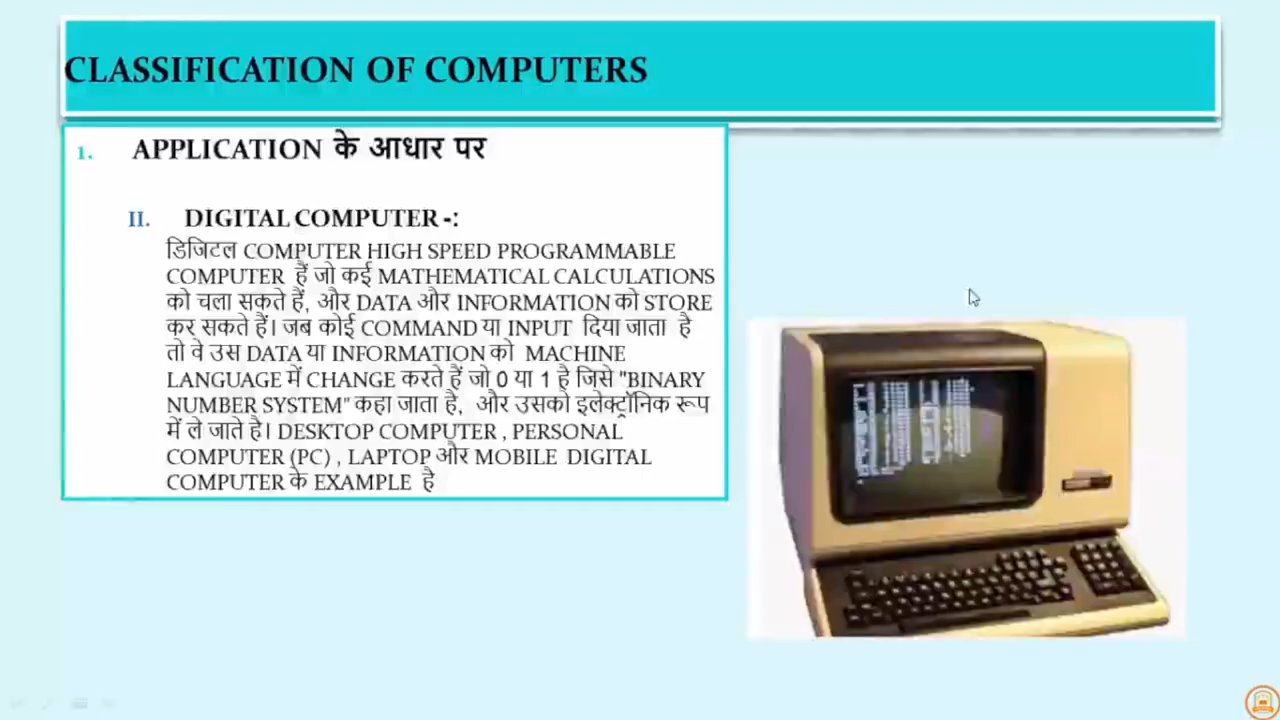 CLASSIFICATION OF COMPUTERS
1. APPLICATION के आधार पर
II. DIGITAL COMPUTER -:
डिजिटल COMPUTER HIGH SPEED PROGRAMMABLE
COMPUTER हैं जो कई MATHEMATICAL CALCULATIONS
को चला सकते हैं, और DATA और INFORMATION को STORE
कर सकते हैं। जब कोई COMMAND या INPUT दिया जाता है
तो वे उस DATA या INFORMATION को MACHINE
LANGUAGE में CHANGE करते हैं जो 0 या 1 है जिसे "BINARY
NUMBER SYSTEM" कहा जाता है, और उसको इलेक्ट्रॉनिक रूप
में ले जाते है। DESKTOP COMPUTER , PERSONAL
COMPUTER (PC) , LAPTOP और MOBILE DIGITAL
COMPUTER के EXAMPLE है